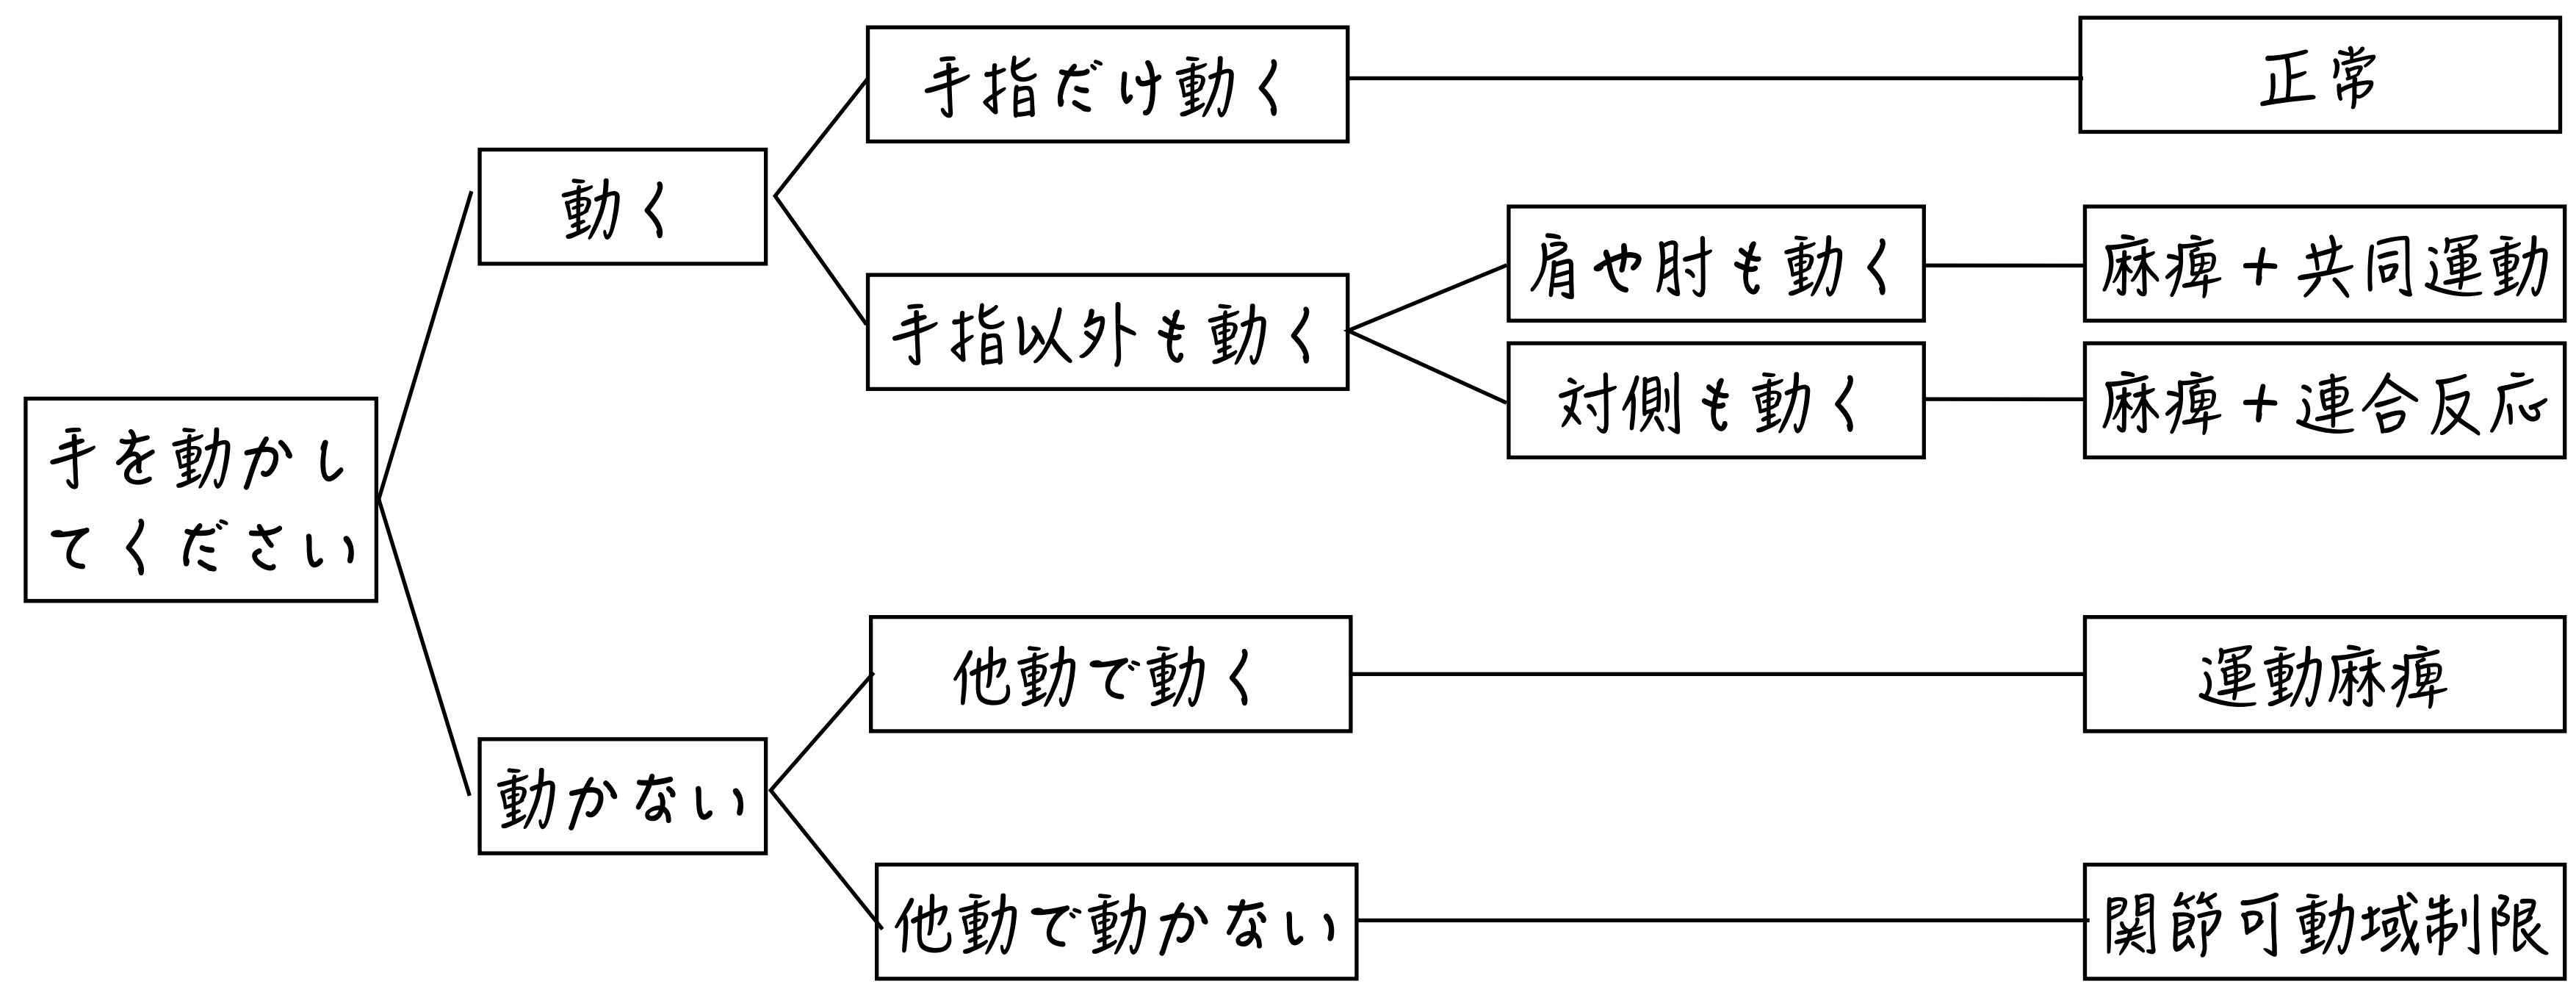 手指だけ動く
正常
動く
肩や肘も動く
麻痺+共同運動
手指以外も動く
対側も動く
麻痺+連合反応
手を動かし
てください
他動で動く
運動麻痺
動かない
他動で動かない
関節可動域制限